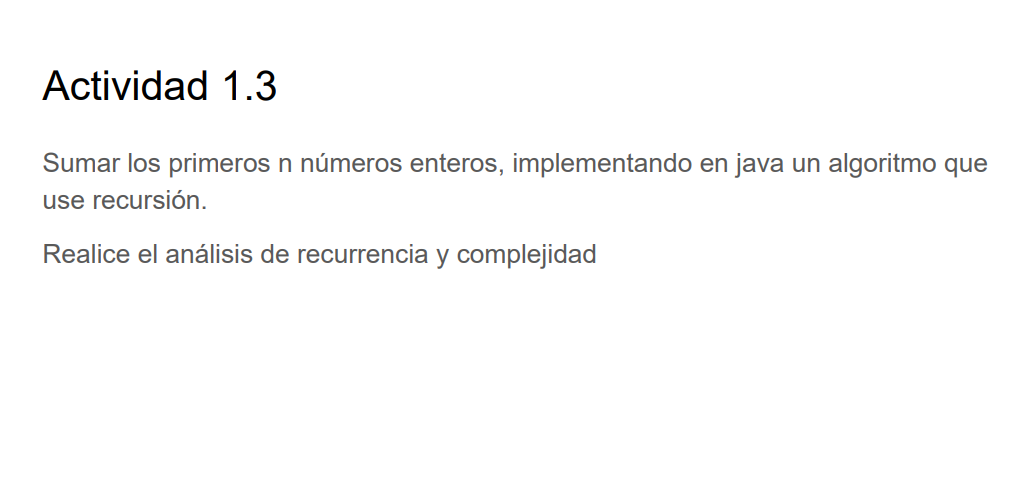 Actividad 1.3
Sumar los primeros n números enteros, implementando en java un algoritmo que
use recursión.
Realice el análisis de recurrencia y complejidad